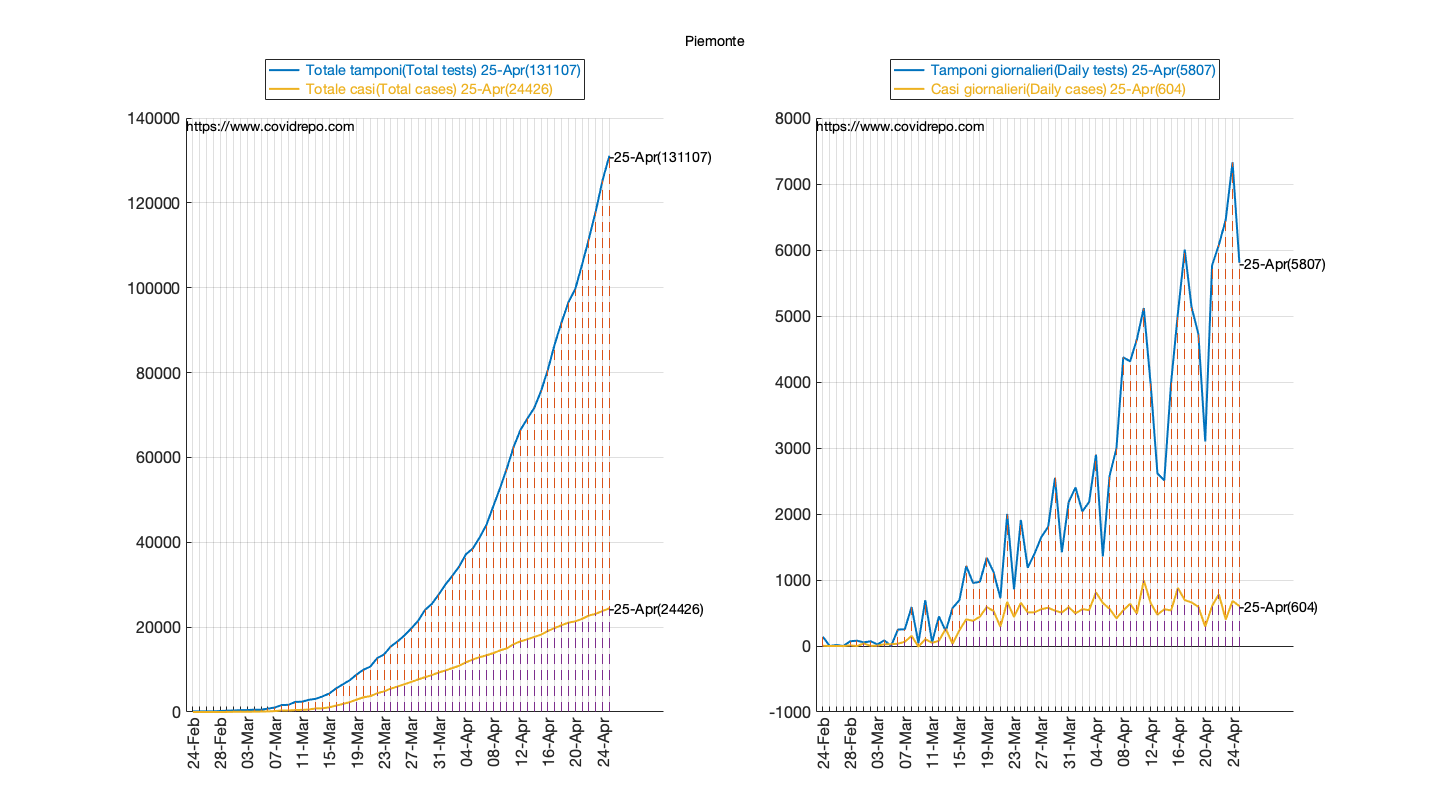 Piemonte
Totale tamponi(Total tests) 25-Apr(131107)
Totale casi(Total cases) 25-Apr(24426)
140000
120000
100000
80000
60000
40000
20000
0
https://www.covidrepo.com
-25-Apr(131107)
-25-Apr(24426)
24-Feb
28-Feb
03-Mar
07-Mar
11-Mar
15-Mar
19-Mar
23-Mar
27-Mar
31-Mar
04-Apr
08-Apr
12-Apr
16-Apr
20-Apr
24-Apr
Tamponi giornalieri(Daily tests) 25-Apr(5807)
Casi giornalieri(Daily cases) 25-Apr(604)
8000
7000
6000
5000
4000
3000
2000
1000
0
-1000
https://www.covidrepo.com
-25-Apr(5807)
-25-Apr(604)
24-Feb
28-Feb
03-Mar
07-Mar
11-Mar
15-Mar
19-Mar
23-Mar
27-Mar
31-Mar
04-Apr
08-Apr
12-Apr
16-Apr
20-Apr
24-Apr